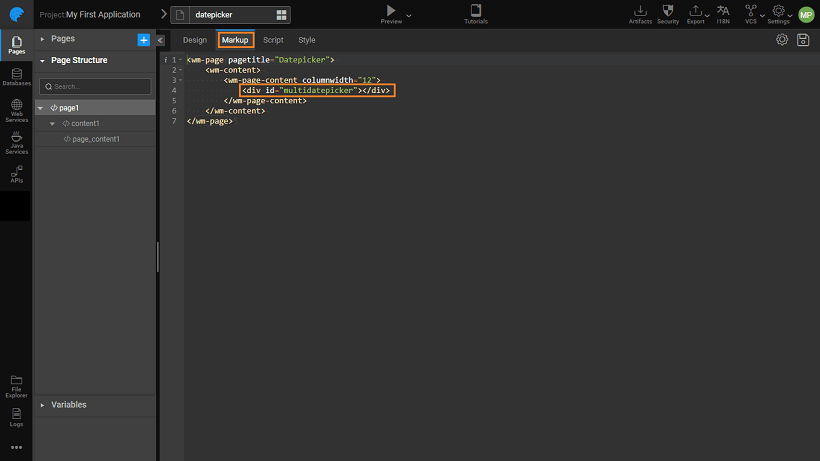 Project:My First Application
datepicker
Preview
Tutorials
Artifacts
Security
Export
I18N
VCS
Settings
MP
Pages
Databases
Web
Services
Java
Services
APIs
File
Explorer
Logs
Pages
Page Structure
Search...
page1
content1
page_content1
Variables
Design
Markup
Script
Style
i 1 <wm-page pagetitle="Datepicker">
2 <wm-content>
3 <wm-page-content columnwidth="12">
4 <div id="multidatepicker"></div>
5 </wm-page-content>
6 </wm-content>
7 </wm-page>